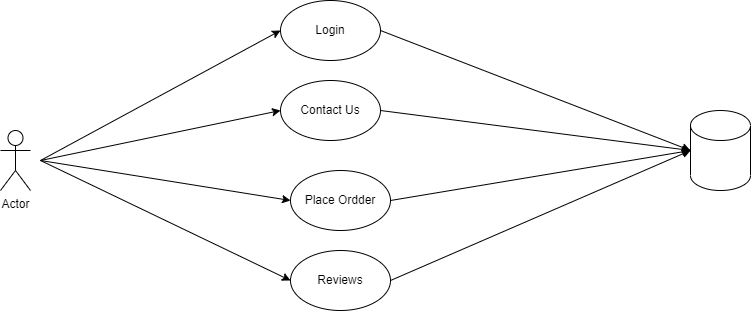 Login
Contact Us
Actor
Place Ordder
Reviews